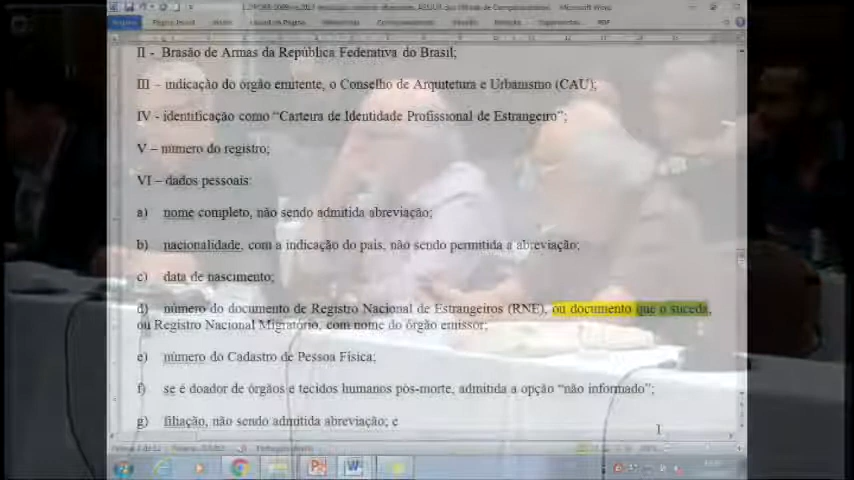 Microsoft Word
II - Brasão de Armas da República Federativa do Brasil;
III – indicação do órgão emitente, o Conselho de Arquitetura e Urbanismo (CAU);
IV - identificação como “Carteira de Identidade Profissional de Estrangeiro”;
V – número do registro;
VI – dados pessoais:
a) nome completo, não sendo admitida abreviação;
b) nacionalidade, com a indicação do país, não sendo permitida a abreviação;
c) data de nascimento;
d) número do documento de Registro Nacional de Estrangeiros (RNE), ou documento que o suceda,
ou Registro Nacional Migratório, com nome do órgão emissor;
e) número do Cadastro de Pessoa Física;
f) se é doador de órgãos e tecidos humanos pós-morte, admitida a opção “não informado”;
g) filiação, não sendo admitida abreviação; e